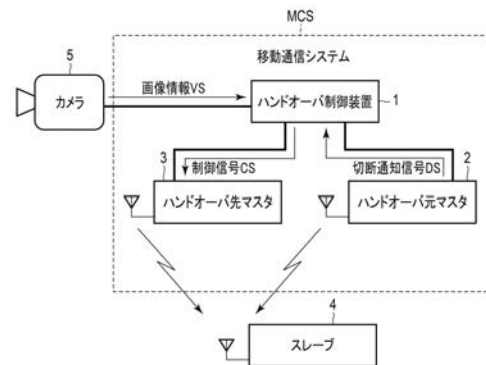 MCS
移動通信システム
5
カメラ
画像情報VS
ハンドオーバ制御装置
1
制御信号CS
切断通知信号DS
3
ハンドオーバ先マスタ
2
ハンドオーバ元マスタ
4
スレーブ